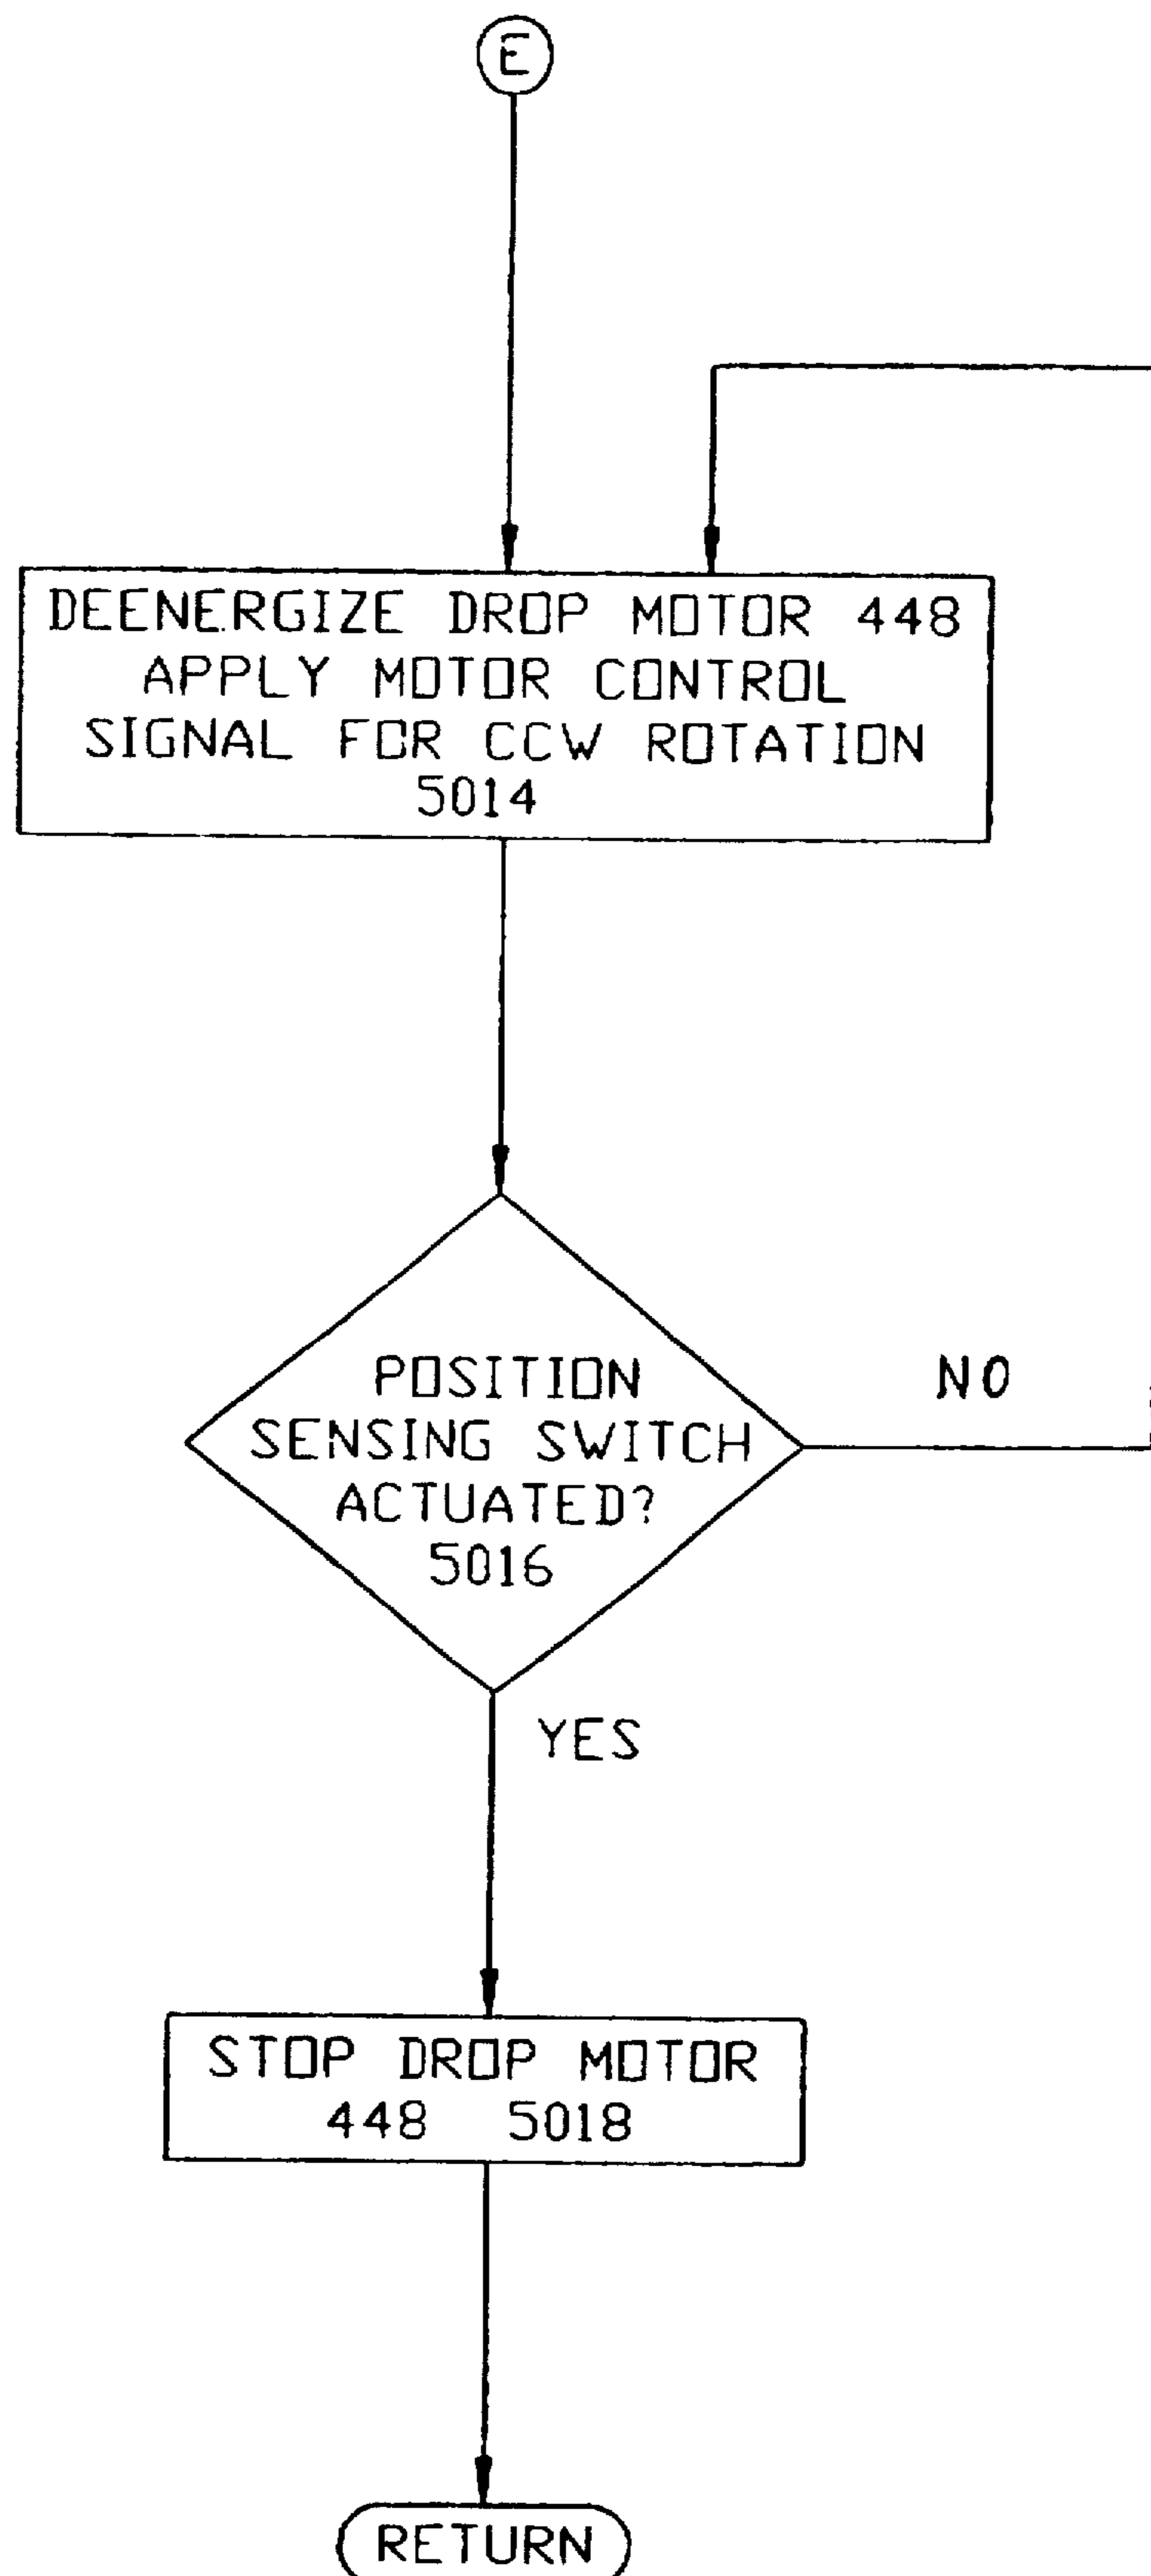 E
DEENERGIZE DROP MOTOR 448
APPLY MOTOR CONTROL
SIGNAL FOR CCW ROTATION
5014
POSITION
SENSING SWITCH
ACTUATED?
5016
NO
YES
STOP DROP MOTOR
448 5018
RETURN